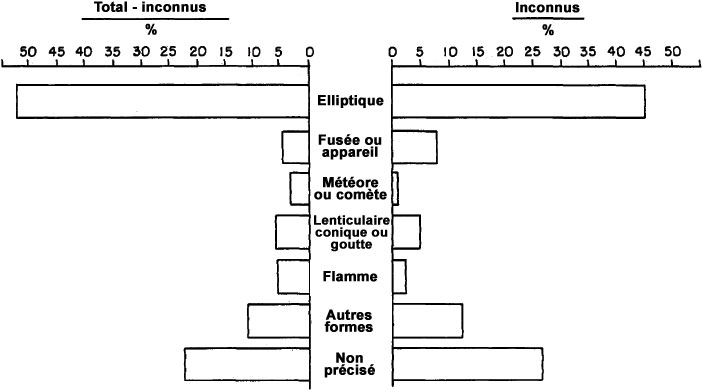 Total - inconnus
%
Inconnus
%
50 45 40 35 30 25 20 15 10 5 0
0 5 10 15 20 25 30 35 40 45 50
Elliptique
Fusée ou
appareil
Météore
ou comète
Lenticulaire
conique ou
goutte
Flamme
Autres
formes
Non
précisé